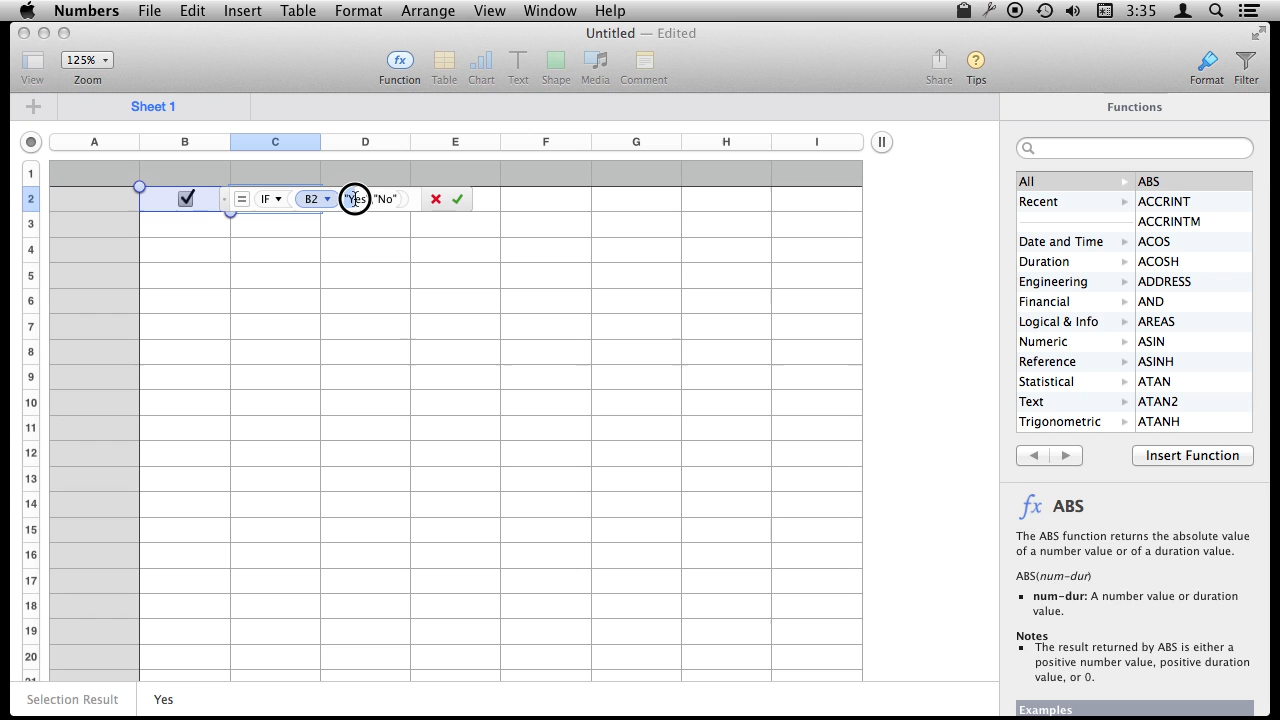 Numbers File Edit Insert Table Format Arrange View Window Help 3:35
Untitled — Edited
125%
View Zoom Function Table Chart Text Shape Media Comment Share Tips Format Filter
Sheet 1
Functions
A B C D E F G H I
1
2
= IF B2 "Yes","No"
3
4
5
6
7
8
9
10
11
12
13
14
15
16
17
18
19
20
All
Recent
Date and Time
Duration
Engineering
Financial
Logical & Info
Numeric
Reference
Statistical
Text
Trigonometric
ABS
ACCRINT
ACCRINTM
ACOS
ACOSH
ADDRESS
AND
AREAS
ASIN
ASINH
ATAN
ATAN2
ATANH
Insert Function
fx ABS
The ABS function returns the absolute value
of a number value or of a duration value.
ABS(num-dur)
▪ num-dur: A number value or duration
value.
Notes
▪ The result returned by ABS is either a
positive number value, positive duration
value, or 0.
Examples
Selection Result Yes